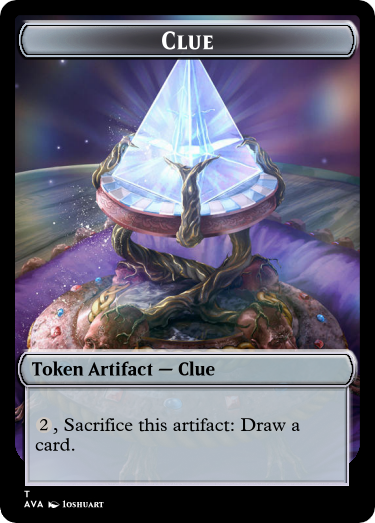 Clue
Token Artifact — Clue
2, Sacrifice this artifact: Draw a
card.
T
AVA Ioshuart